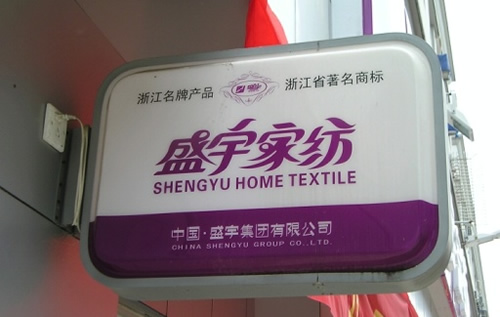 浙江名牌产品 浙江省著名商标
盛宇家纺
SHENGYU HOME TEXTILE
中国·盛宇集团有限公司
CHINA SHENGYU GROUP CO.,LTD.